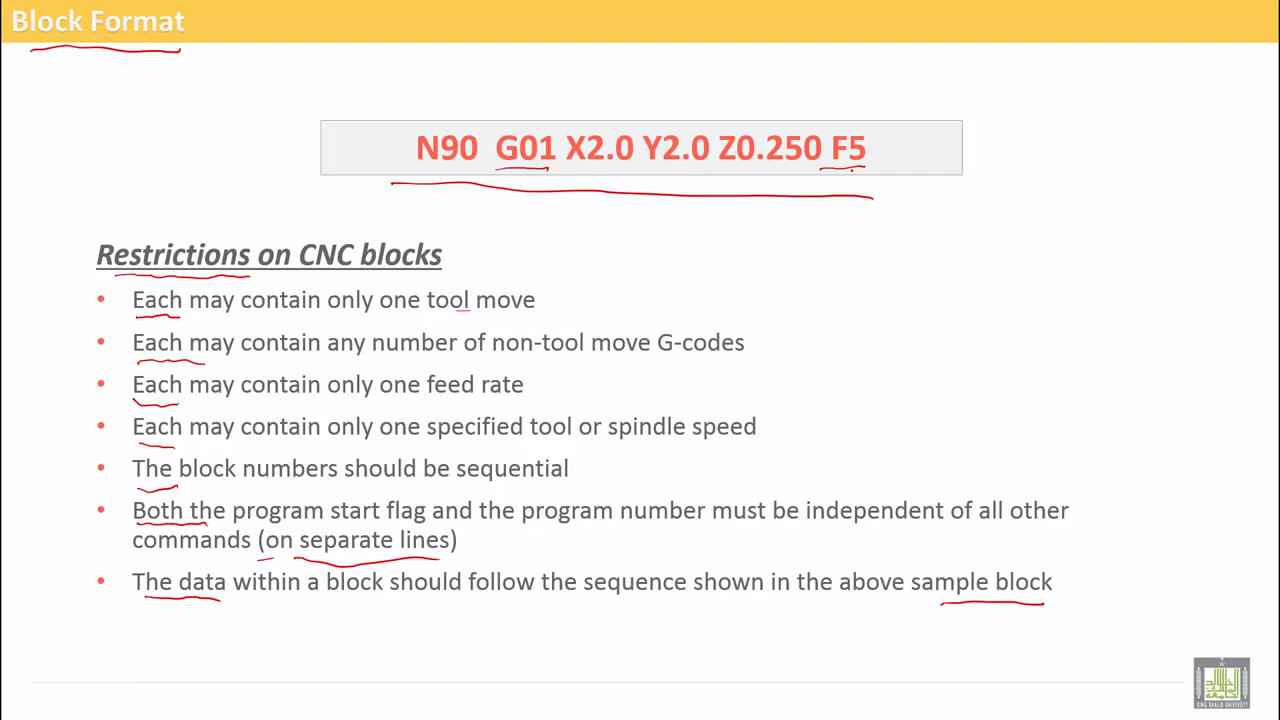 Block Format
N90 G01 X2.0 Y2.0 Z0.250 F5
Restrictions on CNC blocks
• Each may contain only one tool move
• Each may contain any number of non-tool move G-codes
• Each may contain only one feed rate
• Each may contain only one specified tool or spindle speed
• The block numbers should be sequential
• Both the program start flag and the program number must be independent of all other
commands (on separate lines)
• The data within a block should follow the sequence shown in the above sample block
KING KHALID UNIVERSITY